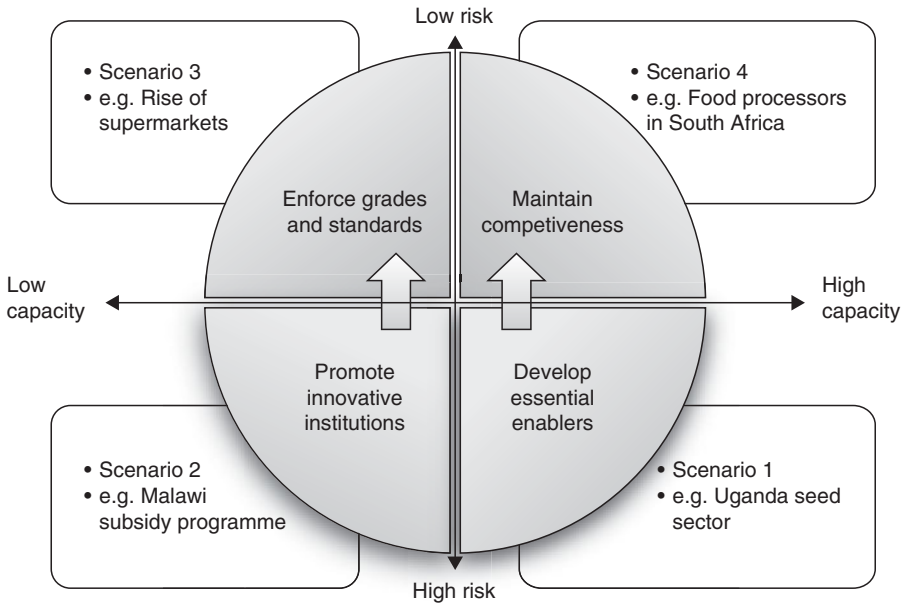 Low risk
• Scenario 3
• e.g. Rise of
supermarkets
• Scenario 4
• e.g. Food processors
in South Africa
Enforce grades
and standards
Maintain
competiveness
Low
capacity
High
capacity
Promote
innovative
institutions
Develop
essential
enablers
• Scenario 2
• e.g. Malawi
subsidy programme
• Scenario 1
• e.g. Uganda seed
sector
High risk